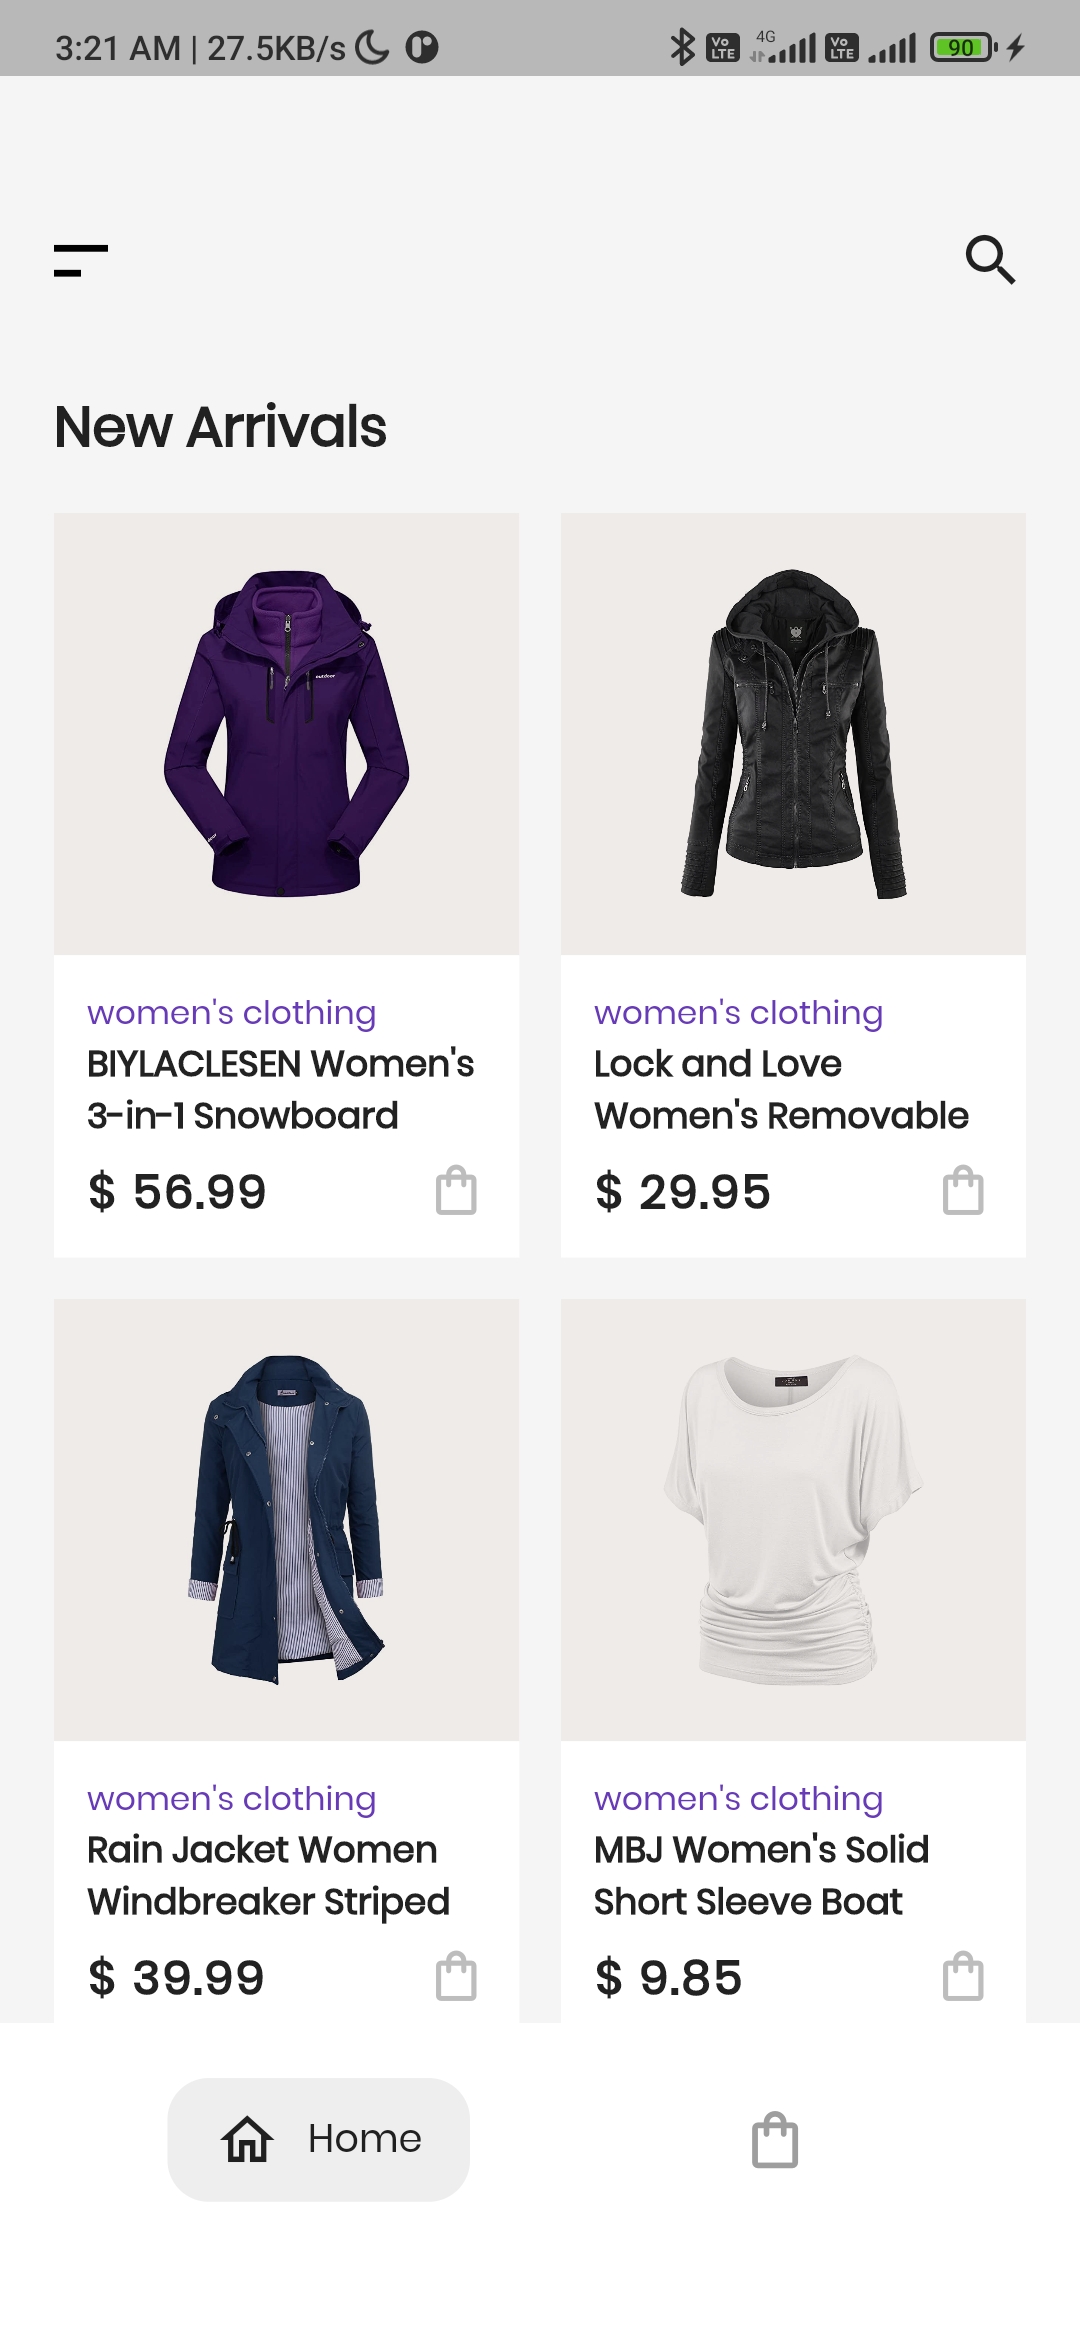 3:21 AM | 27.5KB/s
Vo LTE
4G
Vo LTE
90
New Arrivals
outdoor
women's clothing
BIYLACLESEN Women's
3-in-1 Snowboard
$ 56.99
women's clothing
Lock and Love
Women's Removable
$ 29.95
women's clothing
Rain Jacket Women
Windbreaker Striped
$ 39.99
women's clothing
MBJ Women's Solid
Short Sleeve Boat
$ 9.85
Home